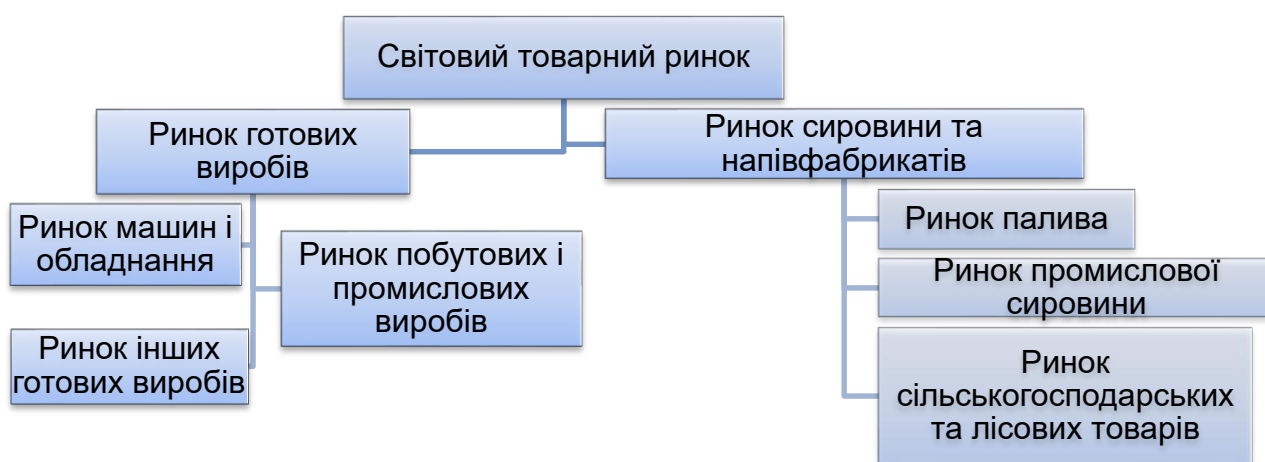 Світовий товарний ринок
Ринок готових
виробів
Ринок машин і
обладнання
Ринок побутових і
промислових
виробів
Ринок інших
готових виробів
Ринок сировини та
напівфабрикатів
Ринок палива
Ринок промислової
сировини
Ринок
сільськогосподарських
та лісових товарів